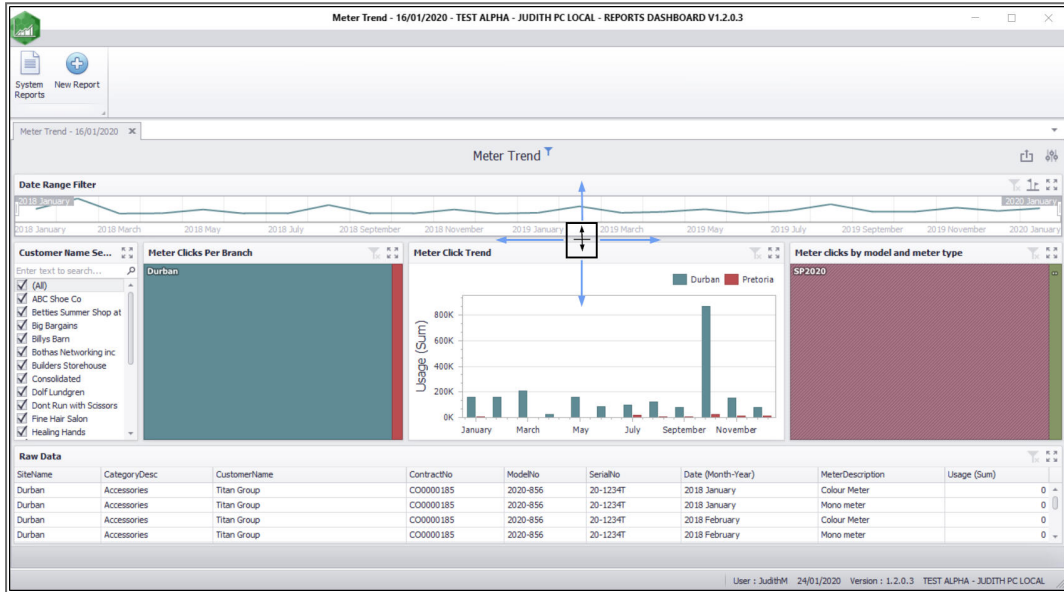 Meter Trend - 16/01/2020 - TEST ALPHA - JUDITH PC LOCAL - REPORTS DASHBOARD V1.2.0.3
System Reports
New Report
Meter Trend - 16/01/2020
Meter Trend
Date Range Filter
2018 January 2020 January
2018 January 2018 March 2018 May 2018 July 2018 September 2018 November 2019 January 2019 March 2019 May 2019 July 2019 September 2019 November 2020 January
Customer Name Se...
Enter text to search...
(All)
ABC Shoe Co
Betties Summer Shop at
Big Bargains
Billys Barn
Bothas Networking inc
Builders Storehouse
Consolidated
Dolf Lundgren
Dont Run with Scissors
Fine Hair Salon
Healing Hands
Meter Clicks Per Branch
Durban
Meter Click Trend
Durban Pretoria
Usage (Sum)
800K
600K
400K
200K
0K
January March May July September November
Meter clicks by model and meter type
SP2020
Raw Data
SiteName CategoryDesc CustomerName ContractNo ModelNo SerialNo Date (Month-Year) MeterDescription Usage (Sum)
Durban Accessories Titan Group CO0000185 2020-856 20-1234T 2018 January Colour Meter 0
Durban Accessories Titan Group CO0000185 2020-856 20-1234T 2018 January Mono meter 0
Durban Accessories Titan Group CO0000185 2020-856 20-1234T 2018 February Colour Meter 0
Durban Accessories Titan Group CO0000185 2020-856 20-1234T 2018 February Mono meter 0
User : JudithM 24/01/2020 Version : 1.2.0.3 TEST ALPHA - JUDITH PC LOCAL